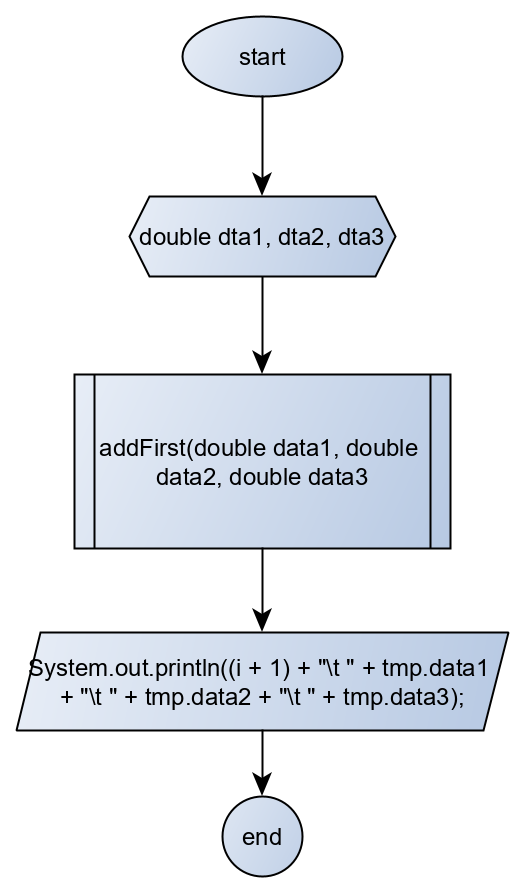 start
double dta1, dta2, dta3
addFirst(double data1, double
data2, double data3
System.out.println((i + 1) + "\t " + tmp.data1
+ "\t " + tmp.data2 + "\t " + tmp.data3);
end